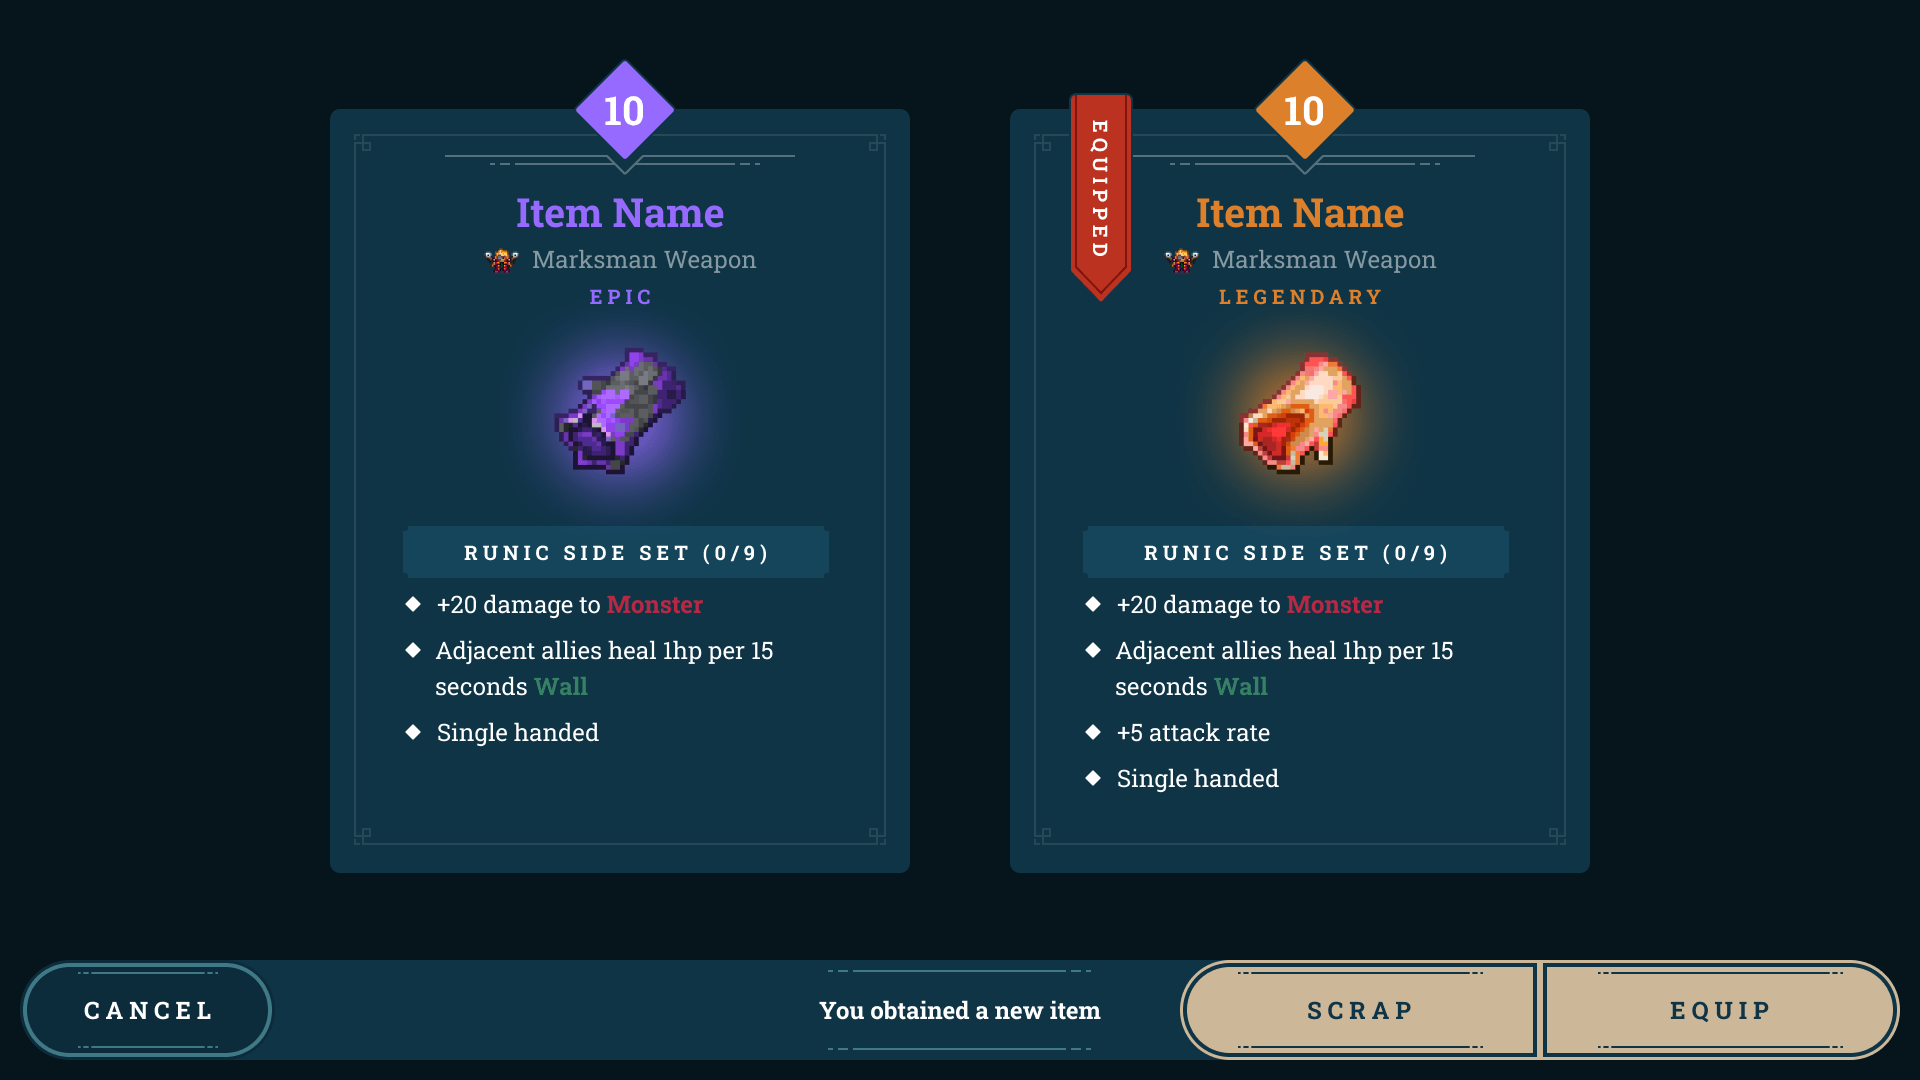 10
Item Name
Marksman Weapon
EPIC
RUNIC SIDE SET (0/9)
+20 damage to Monster
Adjacent allies heal 1hp per 15
seconds Wall
Single handed
EQUIPPED
10
Item Name
Marksman Weapon
LEGENDARY
RUNIC SIDE SET (0/9)
+20 damage to Monster
Adjacent allies heal 1hp per 15
seconds Wall
+5 attack rate
Single handed
CANCEL
You obtained a new item
SCRAP
EQUIP